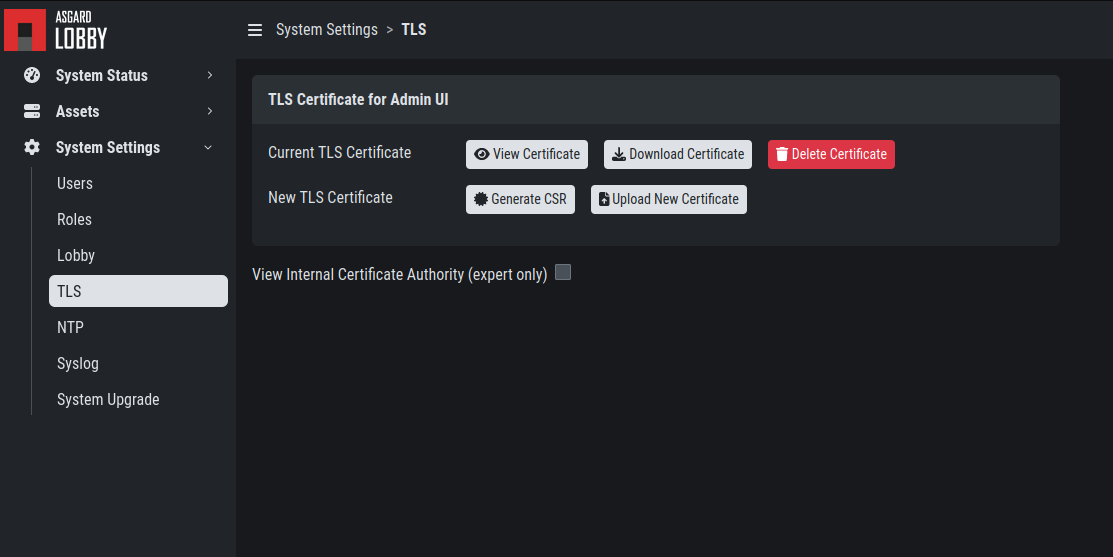 ASGARD
LOBBY
System Settings > TLS
System Status
Assets
System Settings
Users
Roles
Lobby
TLS
NTP
Syslog
System Upgrade
TLS Certificate for Admin UI
Current TLS Certificate View Certificate Download Certificate Delete Certificate
New TLS Certificate Generate CSR Upload New Certificate
View Internal Certificate Authority (expert only)